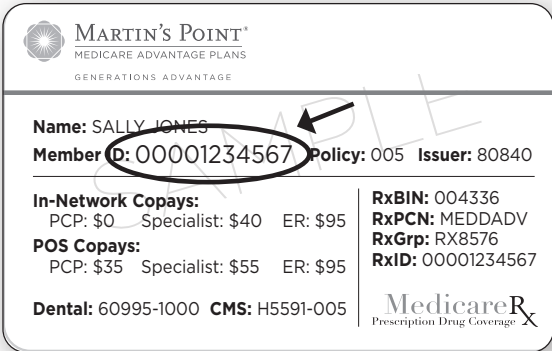 MARTIN'S POINT®
MEDICARE ADVANTAGE PLANS
GENERATIONS ADVANTAGE
SAMPLE
Name: SALLY JONES
Member ID: 00001234567 Policy: 005 Issuer: 80840
In-Network Copays:
PCP: $0 Specialist: $40 ER: $95
POS Copays:
PCP: $35 Specialist: $55 ER: $95
Dental: 60995-1000 CMS: H5591-005
RxBIN: 004336
RxPCN: MEDDADV
RxGrp: RX8576
RxID: 00001234567
MedicareRx
Prescription Drug Coverage